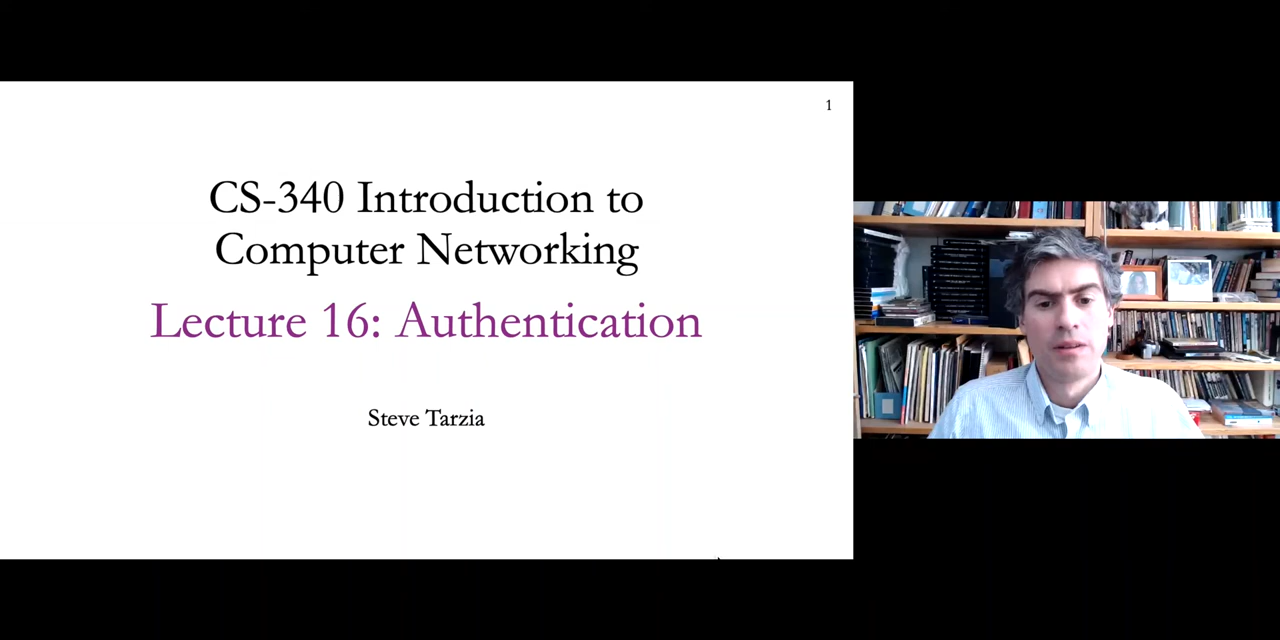 1
CS-340 Introduction to
Computer Networking
Lecture 16: Authentication
Steve Tarzia